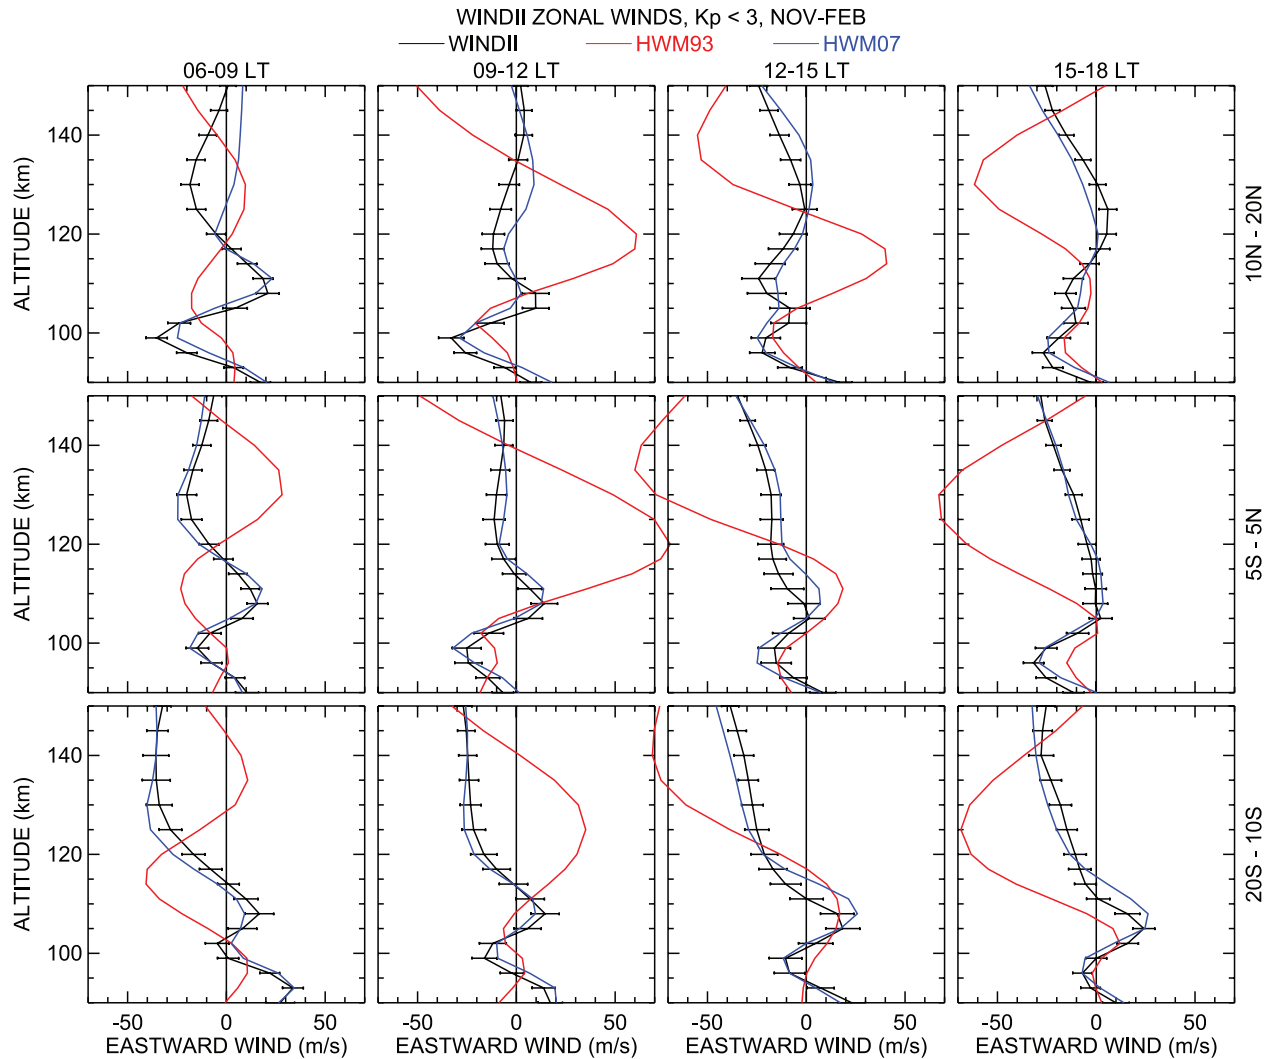 WINDII ZONAL WINDS, Kp < 3, NOV-FEB
WINDII HWM93 HWM07
06-09 LT 09-12 LT 12-15 LT 15-18 LT
ALTITUDE (km)
140
120
100
10N - 20N
ALTITUDE (km)
140
120
100
5S - 5N
ALTITUDE (km)
140
120
100
20S - 10S
-50 0 50 -50 0 50 -50 0 50 -50 0 50
EASTWARD WIND (m/s) EASTWARD WIND (m/s) EASTWARD WIND (m/s) EASTWARD WIND (m/s)